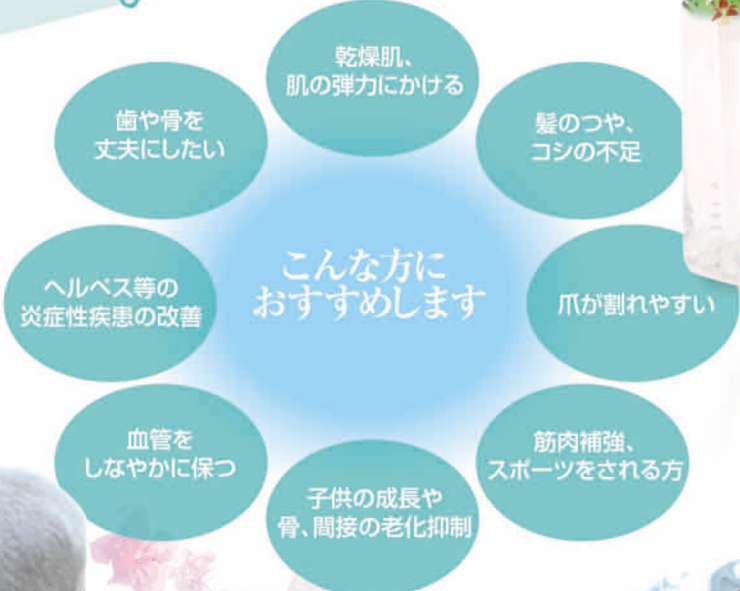 乾燥肌、
肌の弾力にかける
歯や骨を
丈夫にしたい
髪のつや、
コシの不足
こんな方に
おすすめします
ヘルペス等の
炎症性疾患の改善
爪が割れやすい
血管を
しなやかに保つ
筋肉補強、
スポーツをされる方
子供の成長や
骨、間接の老化抑制